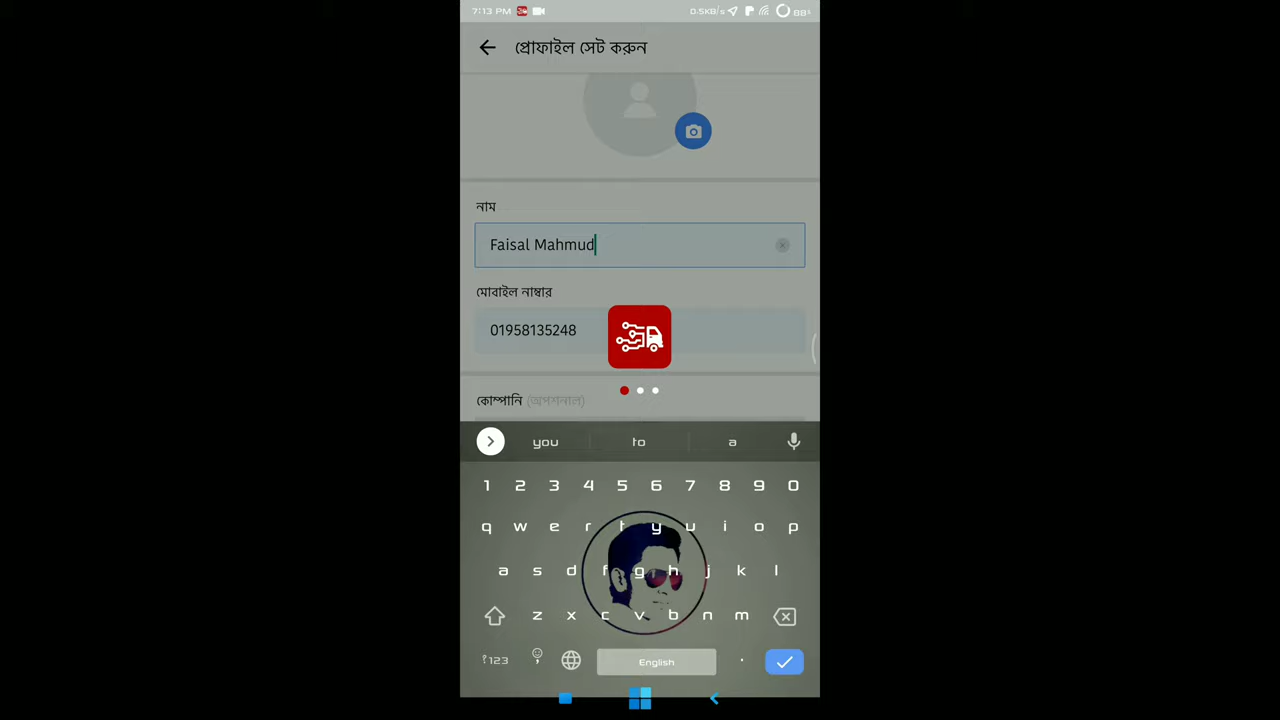 7:13 PM
0.5KB/s 88%
প্রোফাইল সেট করুন
নাম
Faisal Mahmud
মোবাইল নাম্বার
01958135248
কোম্পানি (অপশনাল)
you to a
1 2 3 4 5 6 7 8 9 0
q w e r t y u i o p
a s d f g h j k l
z x c v b n m
?123 , English .